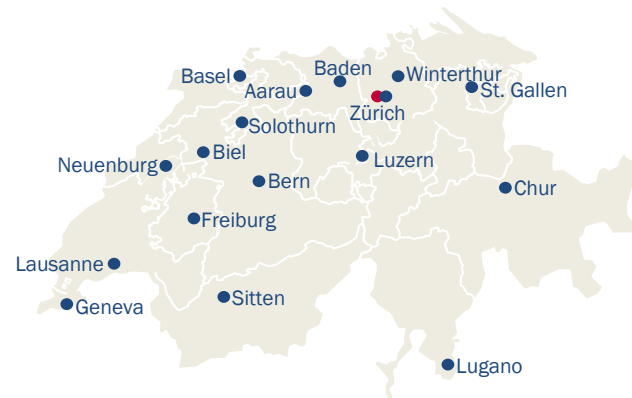 Baden
Basel
Winterthur
Aarau
St. Gallen
Zürich
Solothurn
Biel
Luzern
Neuenburg
Bern
Chur
Freiburg
Lausanne
Sitten
Geneva
Lugano